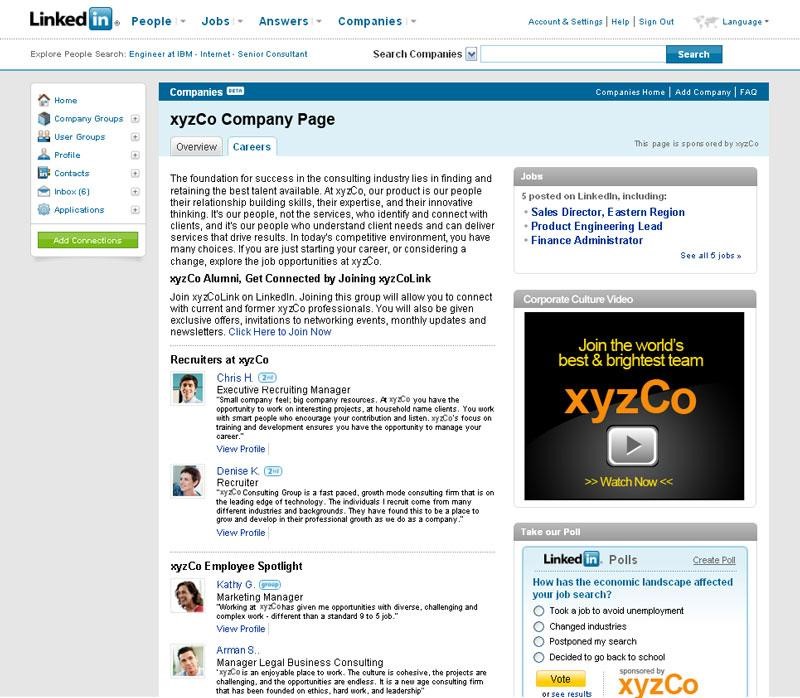 Linked in
People
Jobs
Answers
Companies
Account & Settings | Help | Sign Out
Language
Explore People Search: Engineer at IBM - Internet - Senior Consultant
Search Companies
Search
Home
Company Groups
User Groups
Profile
Contacts
Inbox (6)
Applications
Add Connections
Companies BETA
Companies Home | Add Company | FAQ
xyzCo Company Page
Overview
Careers
This page is sponsored by xyzCo
The foundation for success in the consulting industry lies in finding and
retaining the best talent available. At xyzCo, our product is our people
their relationship building skills, their expertise, and their innovative
thinking. It's our people, not the services, who identify and connect with
clients, and it's our people who understand client needs and can deliver
services that drive results. In today's competitive environment, you have
many choices. If you are just starting your career, or considering a
change, explore the job opportunities at xyzCo.
xyzCo Alumni, Get Connected by Joining xyzCoLink
Join xyzCoLink on LinkedIn. Joining this group will allow you to connect
with current and former xyzCo professionals. You will also be given
exclusive offers, invitations to networking events, monthly updates and
newsletters. Click Here to Join Now
Recruiters at xyzCo
Chris H. 2nd
Executive Recruiting Manager
"Small company feel; big company resources. At xyzCo you have the
opportunity to work on interesting projects, at household name clients. You work
with smart people who encourage your contribution and listen. xyzCo's focus on
training and development ensures you have the opportunity to manage your
career."
View Profile
Denise K. 2nd
Recruiter
"xyzCo Consulting Group is a fast paced, growth mode consulting firm that is on
the leading edge of technology. The individuals I recruit come from many
different industries and backgrounds. They have found this to be a place to
grow and develop in their professional growth as we do as a company."
View Profile
xyzCo Employee Spotlight
Kathy G. group
Marketing Manager
"Working at xyzCo has given me opportunities with diverse, challenging and
complex work - different than a standard 9 to 5 job."
View Profile
Arman S..
Manager Legal Business Consulting
"xyzCo is an enjoyable place to work. The culture is cohesive, the projects are
challenging, and the opportunities are endless. It is a new age consulting firm
that has been founded on ethics, hard work, and leadership"
Jobs
5 posted on LinkedIn, including:
Sales Director, Eastern Region
Product Engineering Lead
Finance Administrator
See all 5 jobs »
Corporate Culture Video
Join the world's
best & brightest team
xyzCo
>> Watch Now <<
Take our Poll
Linked in Polls
Create Poll
How has the economic landscape affected
your job search?
Took a job to avoid unemployment
Changed industries
Postponed my search
Decided to go back to school
Vote
or see results
sponsored by
xyzCo